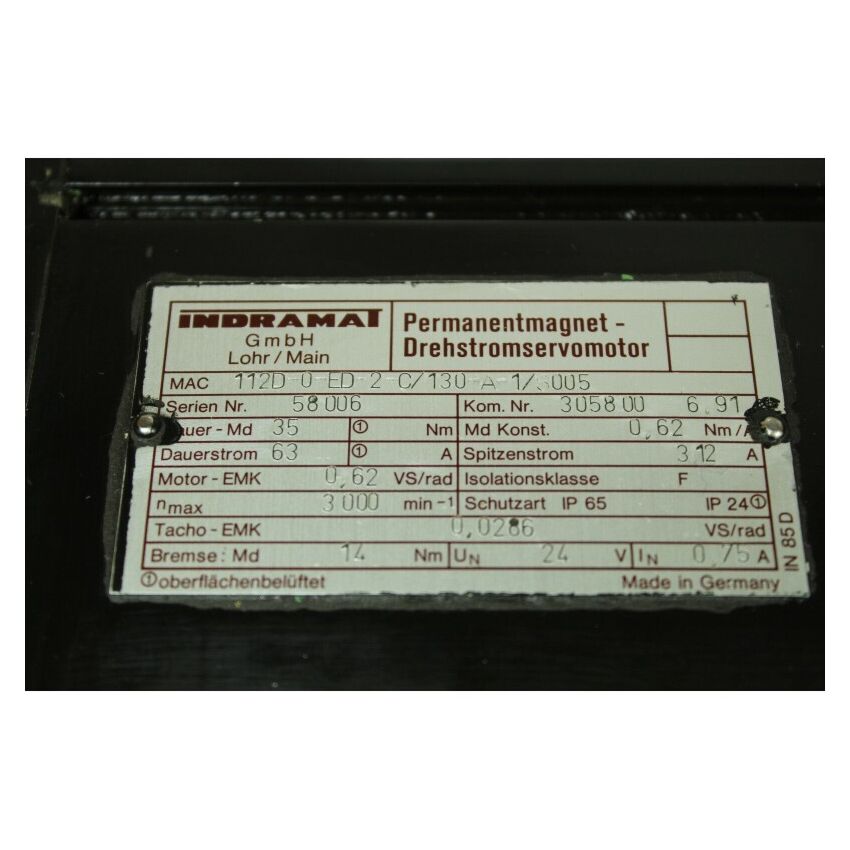 INDRAMAT
GmbH
Lohr / Main
Permanentmagnet -
Drehstromservomotor
MAC 112D-0-ED-2-C/130-A-1/S005
Serien Nr. 58006 Kom. Nr. 305800 6,91
Dauer - Md 35 ① Nm Md Konst. 0,62 Nm/A
Dauerstrom 63 ① A Spitzenstrom 312 A
Motor - EMK 0,62 VS/rad Isolationsklasse F
nmax 3000 min-1 Schutzart IP 65 IP 24①
Tacho - EMK 0,0286 VS/rad
Bremse: Md 14 Nm UN 24 V IN 0,75 A
①oberflächenbelüftet Made in Germany
IN 85 D